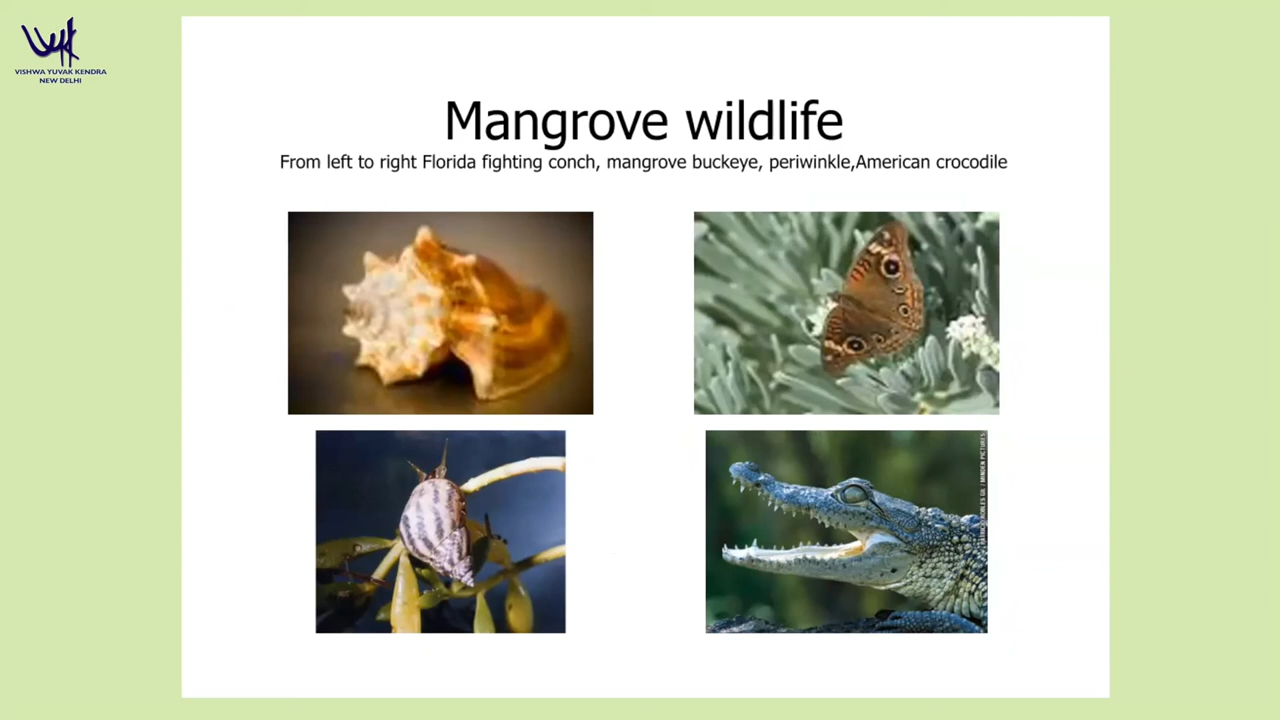 VISHWA YUVAK KENDRA
NEW DELHI
Mangrove wildlife
From left to right Florida fighting conch, mangrove buckeye, periwinkle,American crocodile